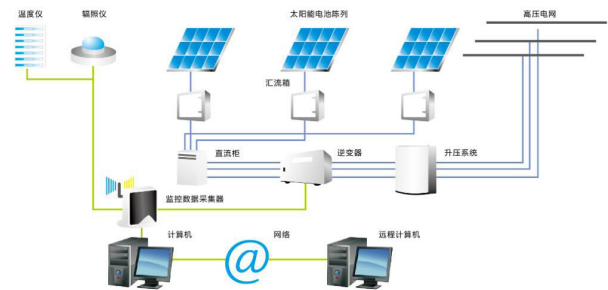 温度仪
辐照仪
太阳能电池陈列
高压电网
汇流箱
直流柜
逆变器
升压系统
监控数据采集器
计算机
网络
远程计算机
@